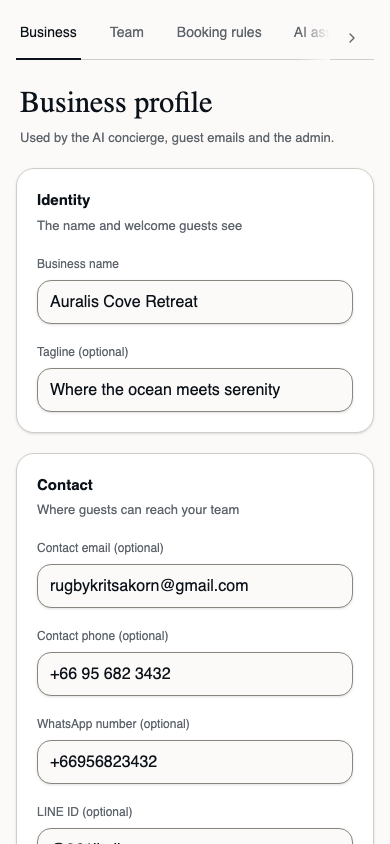 Business Team Booking rules AI as
Business profile
Used by the AI concierge, guest emails and the admin.
Identity
The name and welcome guests see
Business name
Auralis Cove Retreat
Tagline (optional)
Where the ocean meets serenity
Contact
Where guests can reach your team
Contact email (optional)
rugbykritsakorn@gmail.com
Contact phone (optional)
+66 95 682 3432
WhatsApp number (optional)
+66956823432
LINE ID (optional)